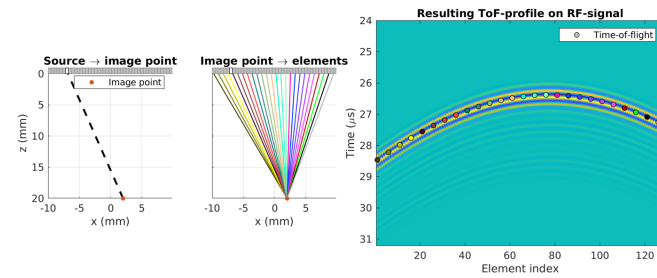 Source → image point
Image point
0
5
10
15
20
z (mm)
-10
-5
0
5
x (mm)
Image point → elements
-10
-5
0
5
x (mm)
Resulting ToF-profile on RF-signal
Time-of-flight
24
25
26
27
28
29
30
31
Time (μs)
20
40
60
80
100
120
Element index